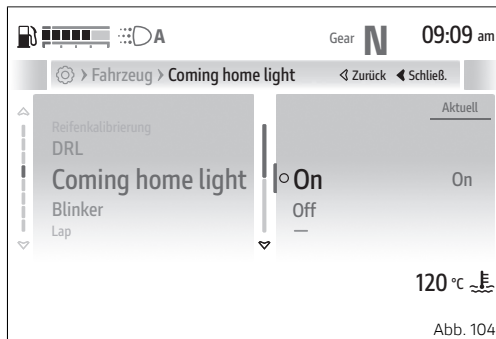 A Gear N 09:09 am
Fahrzeug Coming home light Zurück Schließ.
Aktuell
Reifenkalibrierung
DRL
Coming home light On On
Blinker Off
Lap —
120 °C
Abb. 104